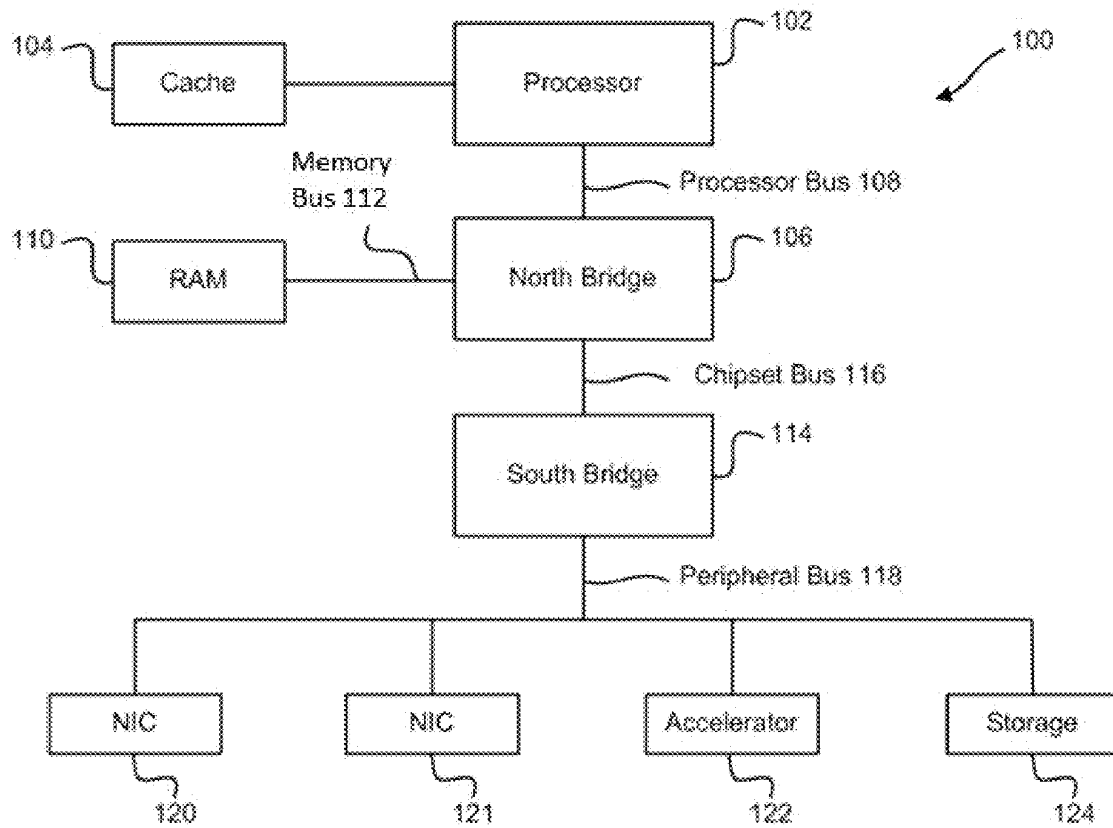 102
104
100
Cache
Processor
Memory
Bus 112
Processor Bus 108
110
106
RAM
North Bridge
Chipset Bus 116
114
South Bridge
Peripheral Bus 118
NIC
NIC
Accelerator
Storage
120
121
122
124